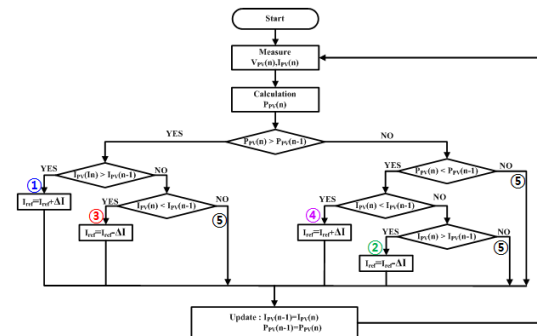 Start
Measure
VPV(n),IPV(n)
Calculation
PPV(n)
PPV(n) > PPV(n-1)
YES
NO
YES
IPV(In) > IPV(n-1)
NO
YES
PPV(n) < PPV(n-1)
NO
①
Iref=Iref+ΔI
YES
IPV(n) < IPV(n-1)
NO
⑤
③
Iref=Iref-ΔI
YES
IPV(n) < IPV(n-1)
NO
⑤
④
Iref=Iref+ΔI
YES
IPV(n) > IPV(n-1)
NO
⑤
②
Iref=Iref-ΔI
Update : IPV(n-1)=IPV(n)
PPV(n-1)=PPV(n)